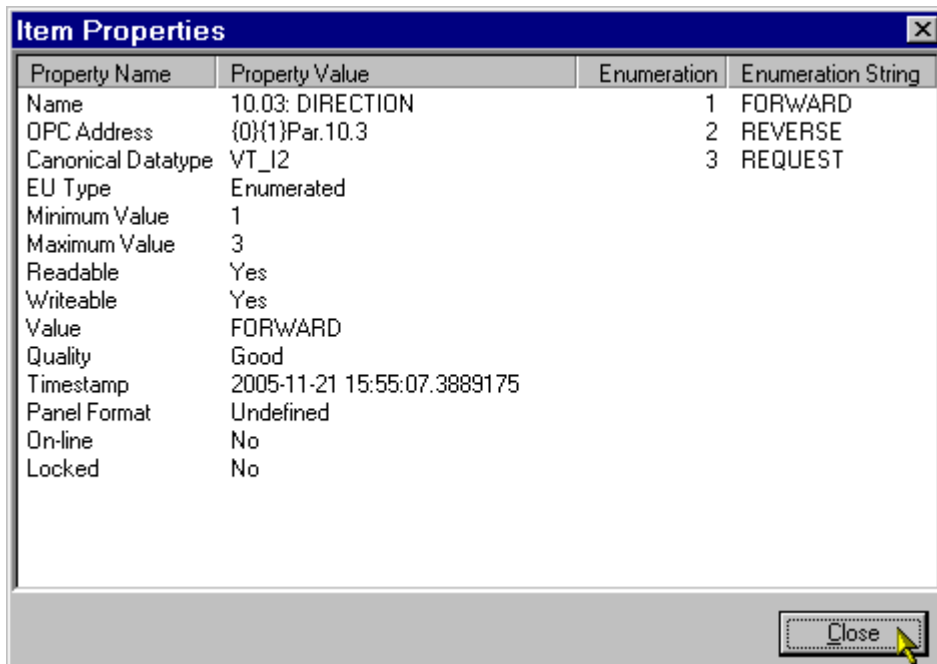 Item Properties
Property Name Property Value Enumeration Enumeration String
Name 10.03: DIRECTION 1 FORWARD
OPC Address {0}{1}Par.10.3 2 REVERSE
Canonical Datatype VT_I2 3 REQUEST
EU Type Enumerated
Minimum Value 1
Maximum Value 3
Readable Yes
Writeable Yes
Value FORWARD
Quality Good
Timestamp 2005-11-21 15:55:07.3889175
Panel Format Undefined
On-line No
Locked No
Close